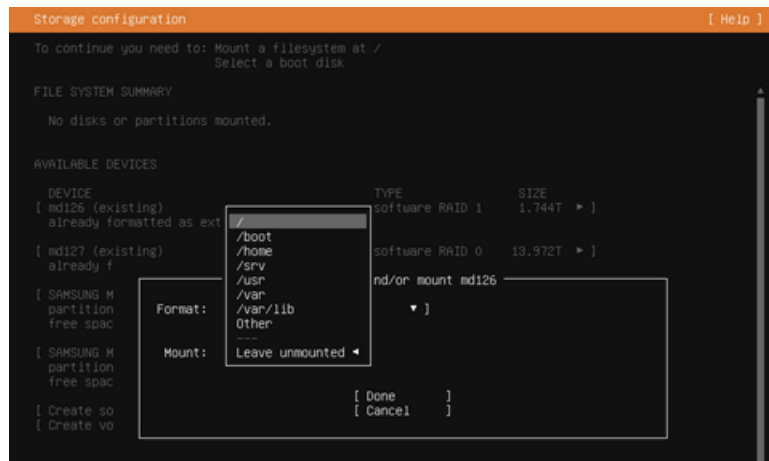 Storage configuration [ Help ]
To continue you need to: Mount a filesystem at /
Select a boot disk
FILE SYSTEM SUMMARY
No disks or partitions mounted.
AVAILABLE DEVICES
DEVICE TYPE SIZE
[ md126 (existing) software RAID 1 1.744T ► ]
already formatted as ext
[ md127 (existing) software RAID 0 13.972T ► ]
already f
nd/or mount md126
[ SAMSUNG M
partition
free spac
[ SAMSUNG M
partition
free spac
[ Create so
[ Create vo
Format: ▼ ]
Mount:
/
/boot
/home
/srv
/usr
/var
/var/lib
Other
---
Leave unmounted ◄
[ Done ]
[ Cancel ]